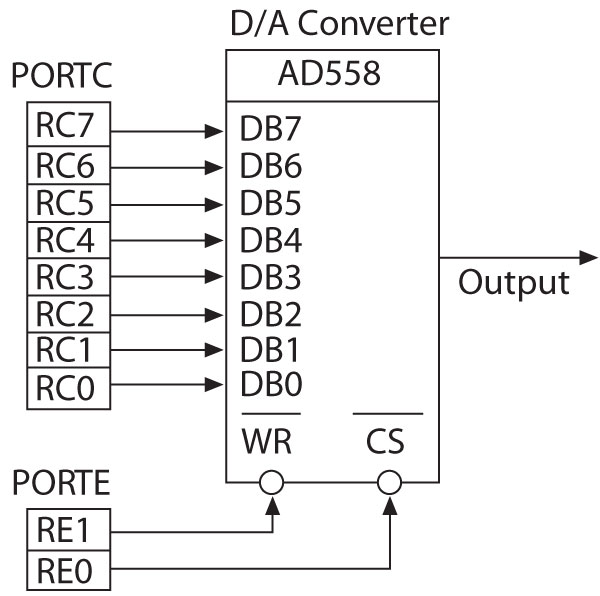 D/A Converter
AD558
PORTC
RC7
RC6
RC5
RC4
RC3
RC2
RC1
RC0
DB7
DB6
DB5
DB4
DB3
DB2
DB1
DB0
WR CS
Output
PORTE
RE1
RE0